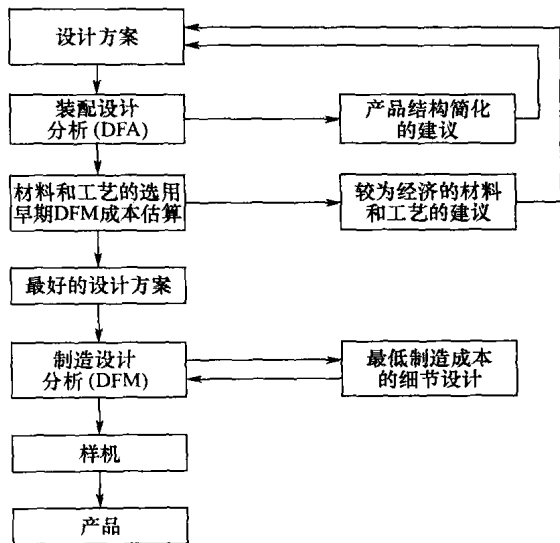 设计方案
装配设计
分析(DFA)
产品结构简化
的建议
材料和工艺的选用
早期DFM成本估算
较为经济的材料
和工艺的建议
最好的设计方案
制造设计
分析(DFM)
最低制造成本
的细节设计
样机
产品